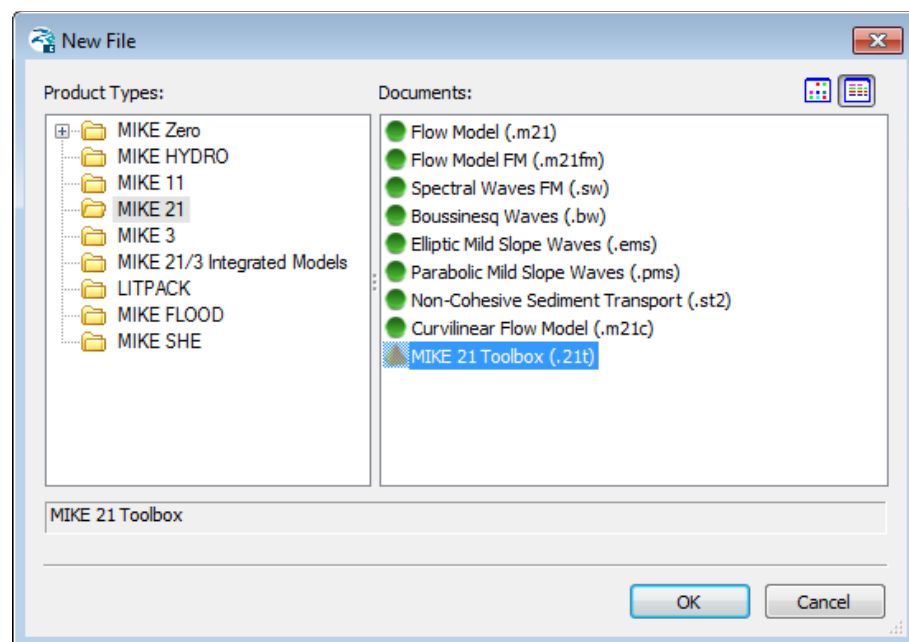 New File
Product Types:
Documents:
MIKE Zero
MIKE HYDRO
MIKE 11
MIKE 21
MIKE 3
MIKE 21/3 Integrated Models
LITPACK
MIKE FLOOD
MIKE SHE
Flow Model (.m21)
Flow Model FM (.m21fm)
Spectral Waves FM (.sw)
Boussinesq Waves (.bw)
Elliptic Mild Slope Waves (.ems)
Parabolic Mild Slope Waves (.pms)
Non-Cohesive Sediment Transport (.st2)
Curvilinear Flow Model (.m21c)
MIKE 21 Toolbox (.21t)
MIKE 21 Toolbox
OK
Cancel